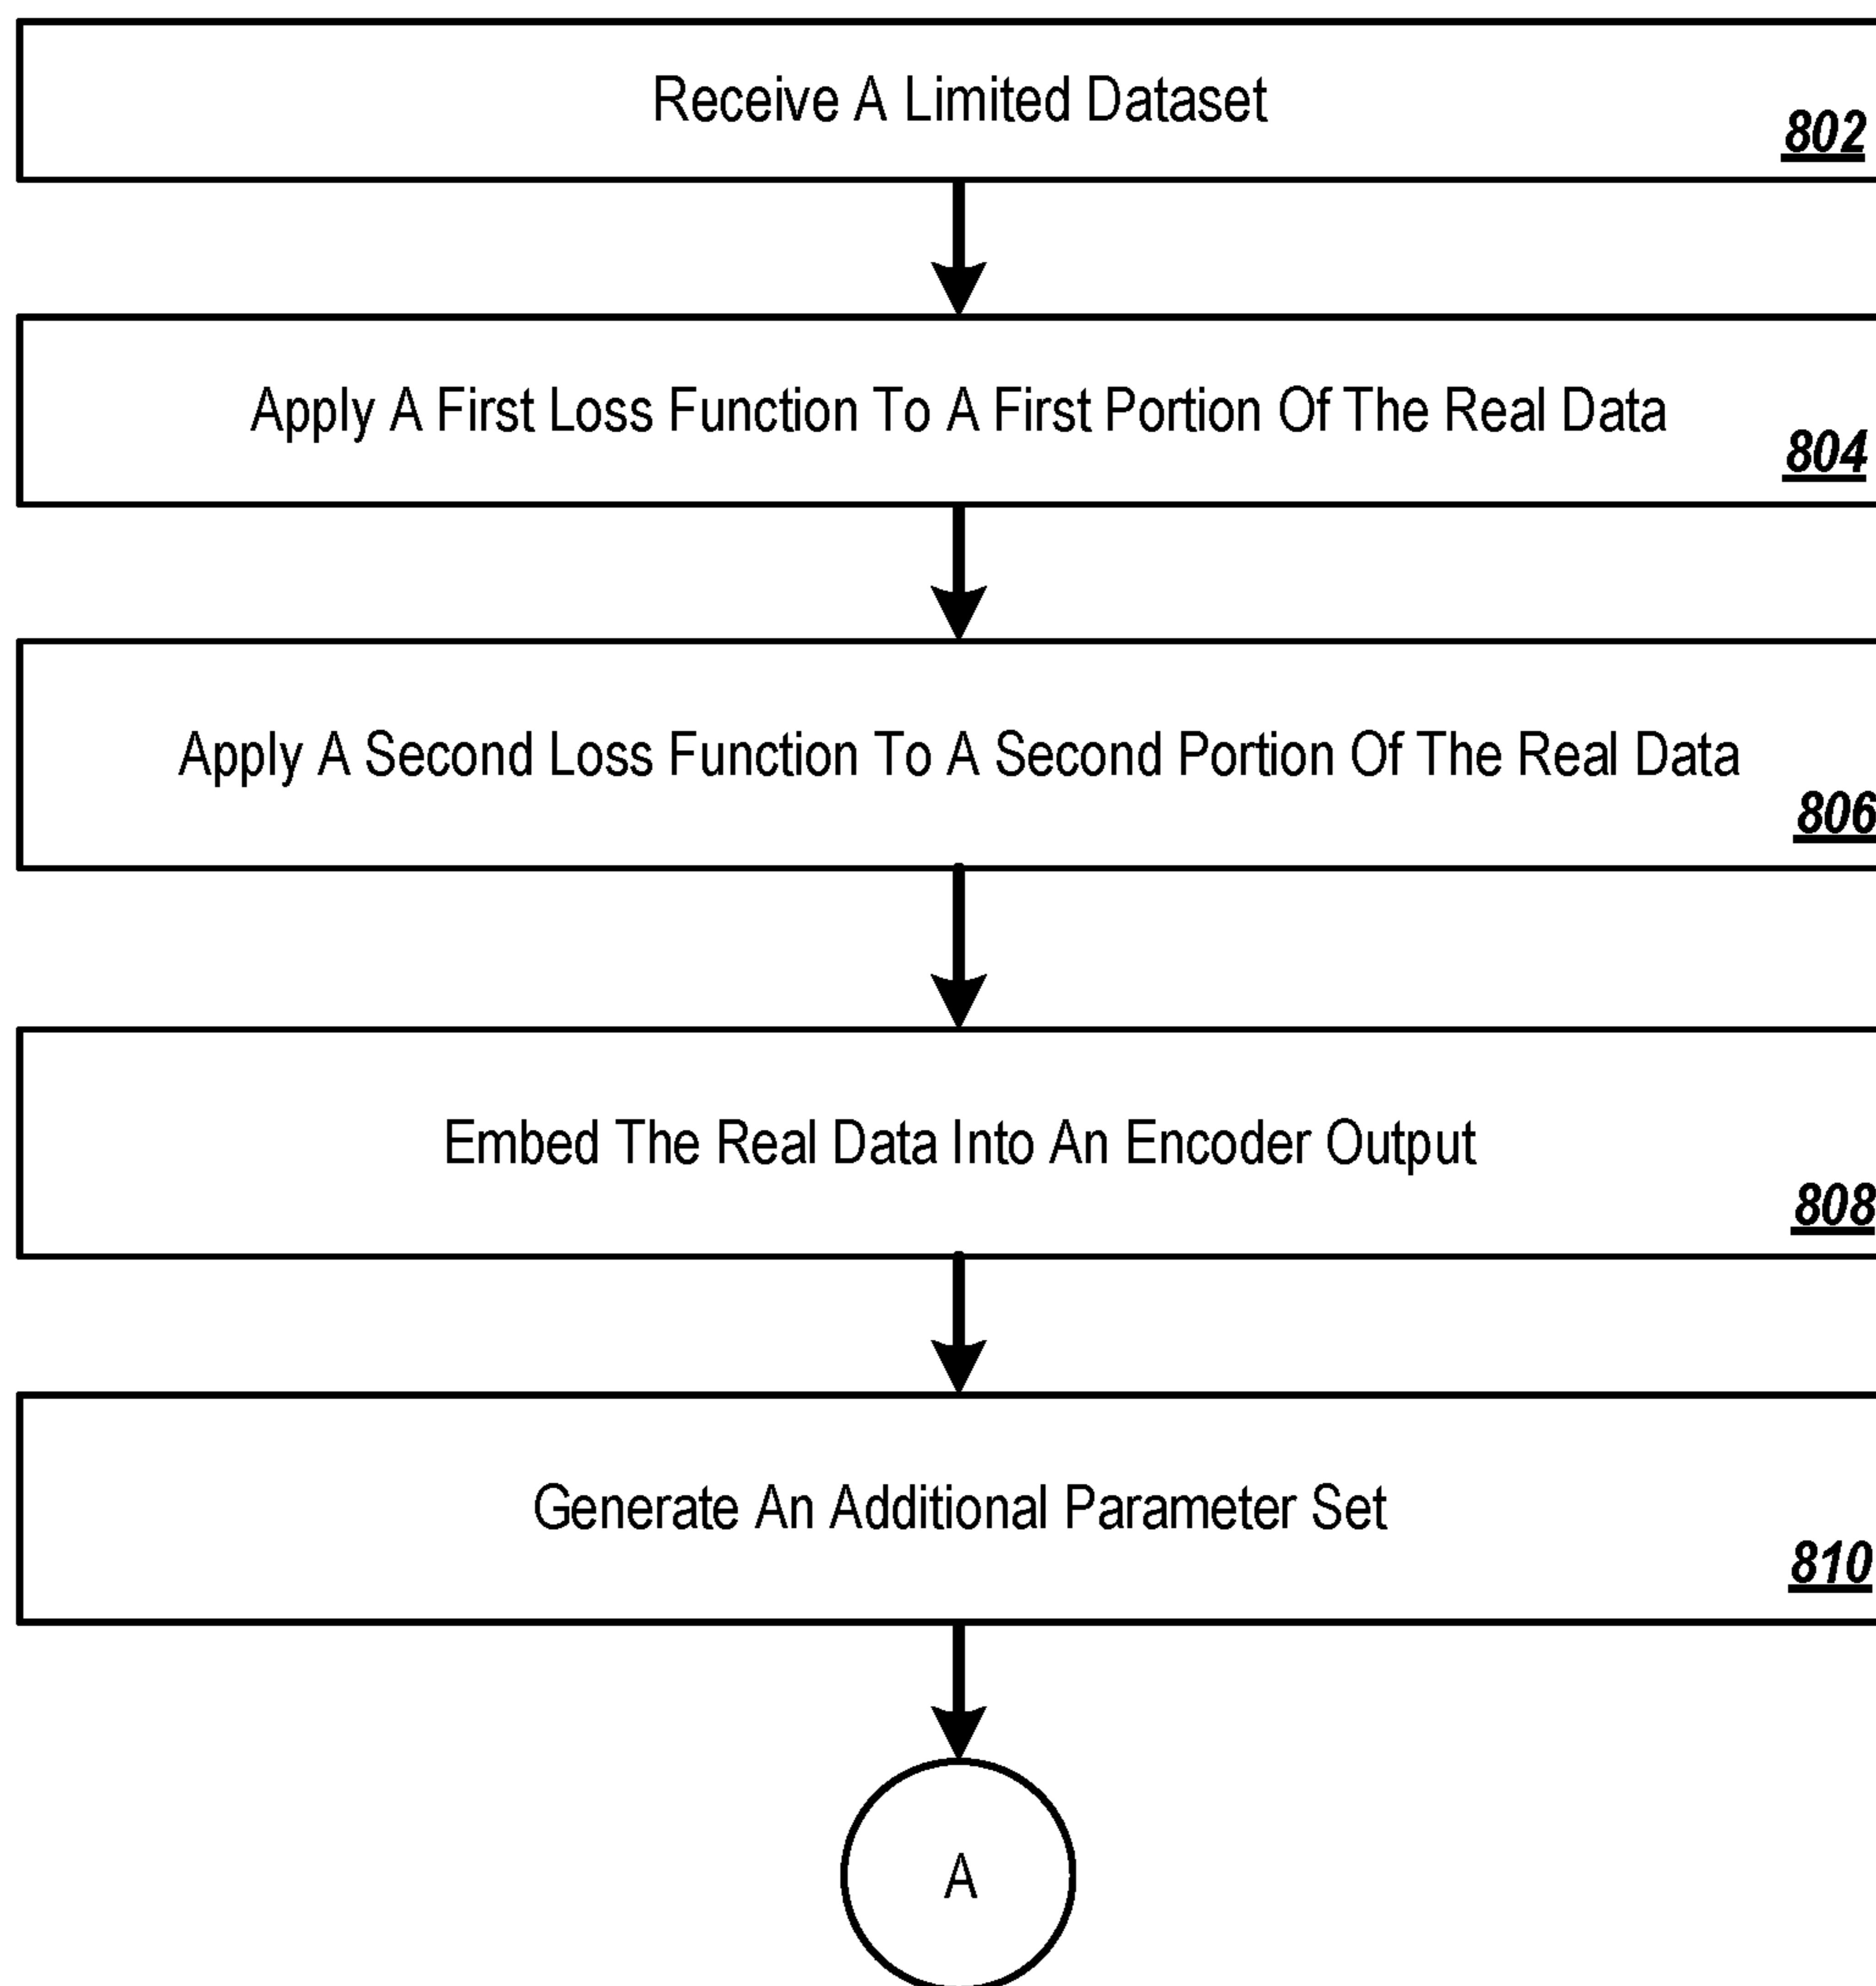 Receive A Limited Dataset
802
Apply A First Loss Function To A First Portion Of The Real Data
804
Apply A Second Loss Function To A Second Portion Of The Real Data
806
Embed The Real Data Into An Encoder Output
808
Generate An Additional Parameter Set
810
A